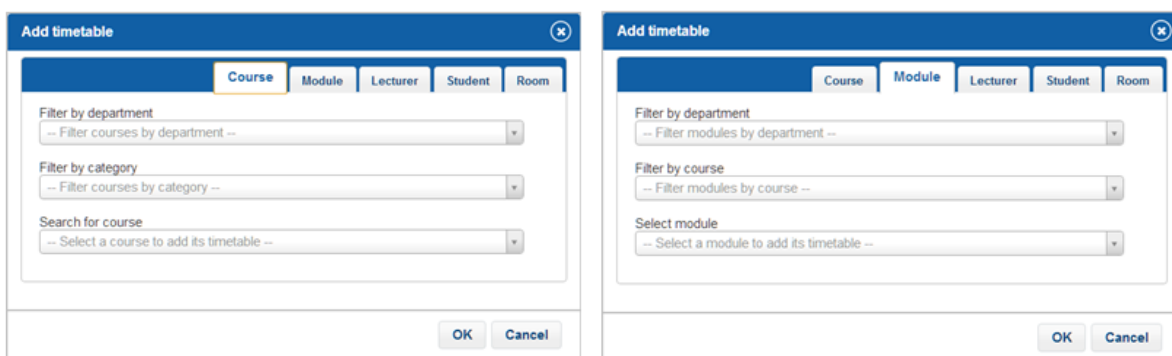 Add timetable
Course Module Lecturer Student Room
Filter by department
-- Filter courses by department --
Filter by category
-- Filter courses by category --
Search for course
-- Select a course to add its timetable --
OK Cancel
Add timetable
Course Module Lecturer Student Room
Filter by department
-- Filter modules by department --
Filter by course
-- Filter modules by course --
Select module
-- Select a module to add its timetable --
OK Cancel